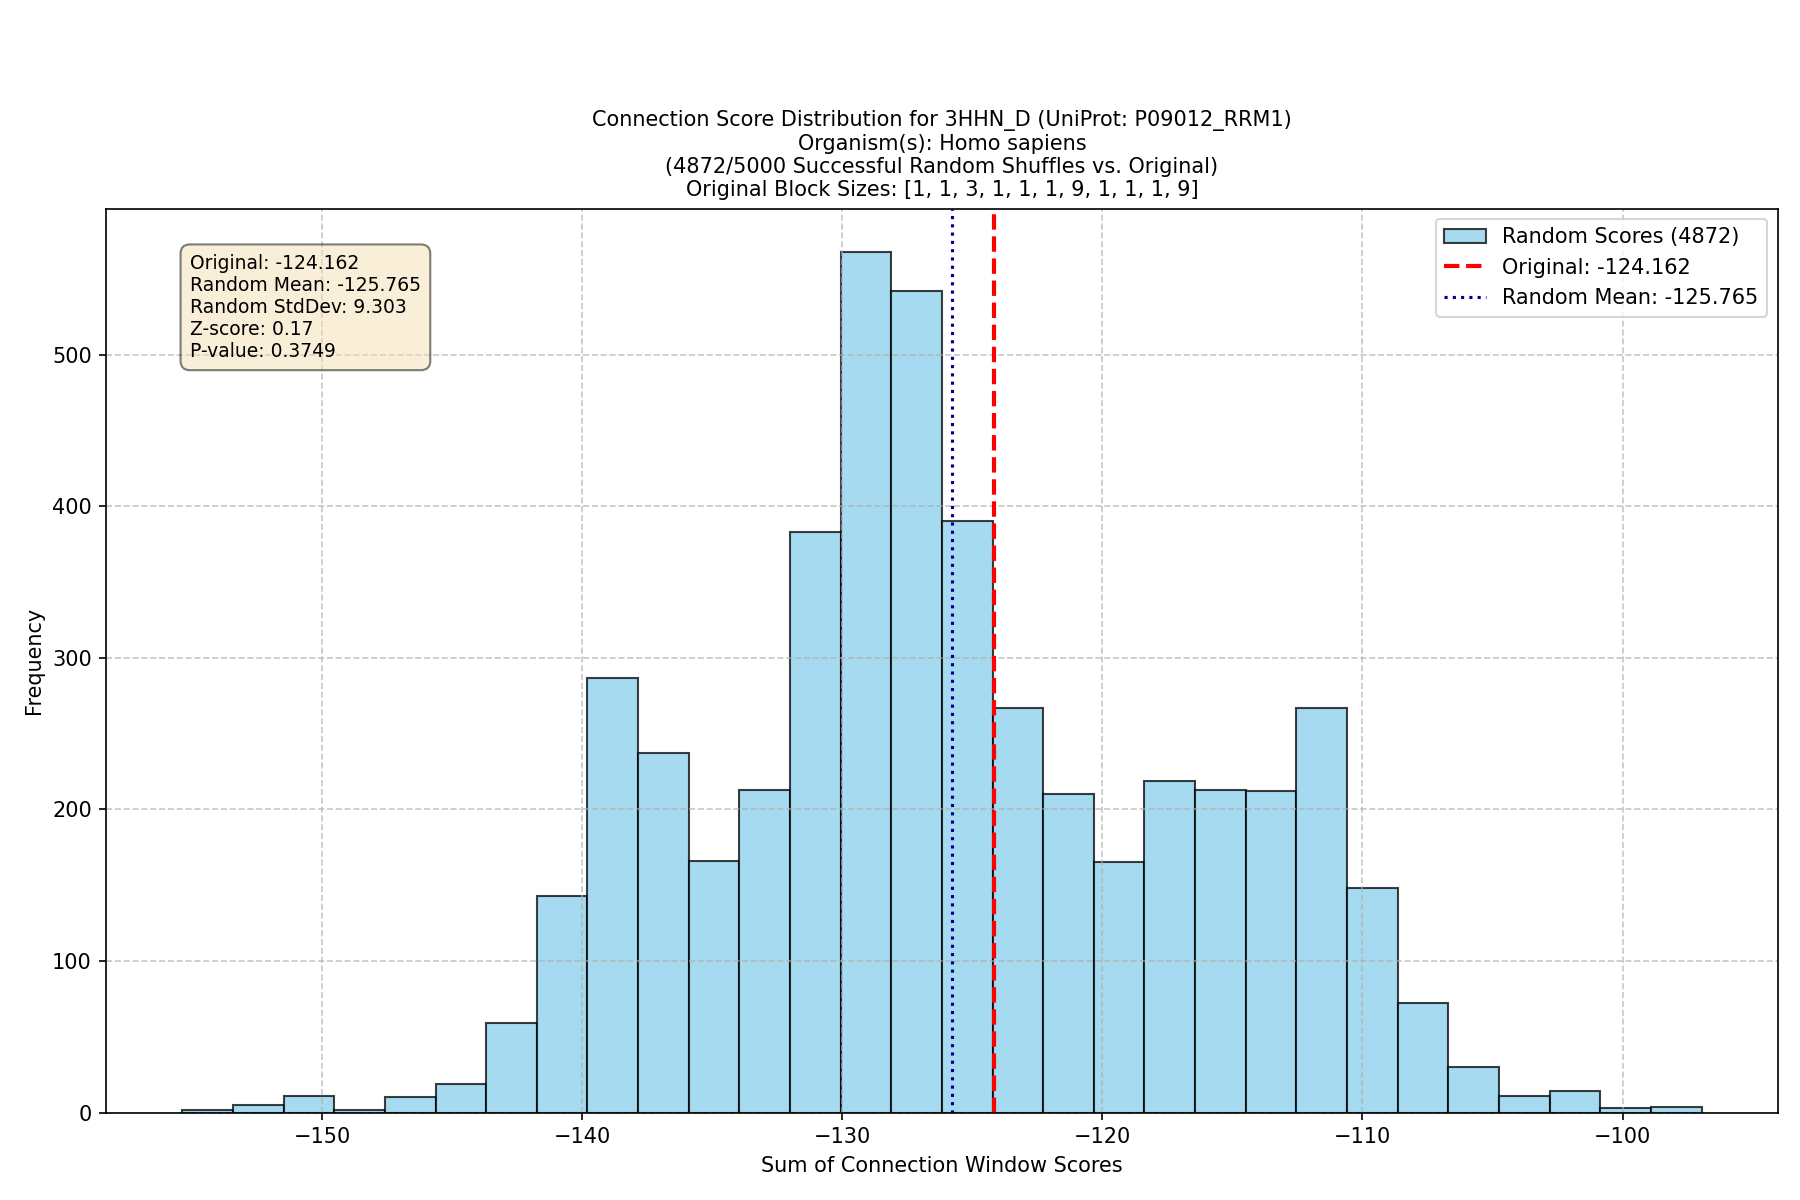 Connection Score Distribution for 3HHN_D (UniProt: P09012_RRM1)
Organism(s): Homo sapiens
(4872/5000 Successful Random Shuffles vs. Original)
Original Block Sizes: [1, 1, 3, 1, 1, 1, 9, 1, 1, 1, 9]
Original: -124.162
Random Mean: -125.765
Random StdDev: 9.303
Z-score: 0.17
P-value: 0.3749
Random Scores (4872)
Original: -124.162
Random Mean: -125.765
Frequency
500
400
300
200
100
0
−150
−140
−130
−120
−110
−100
Sum of Connection Window Scores